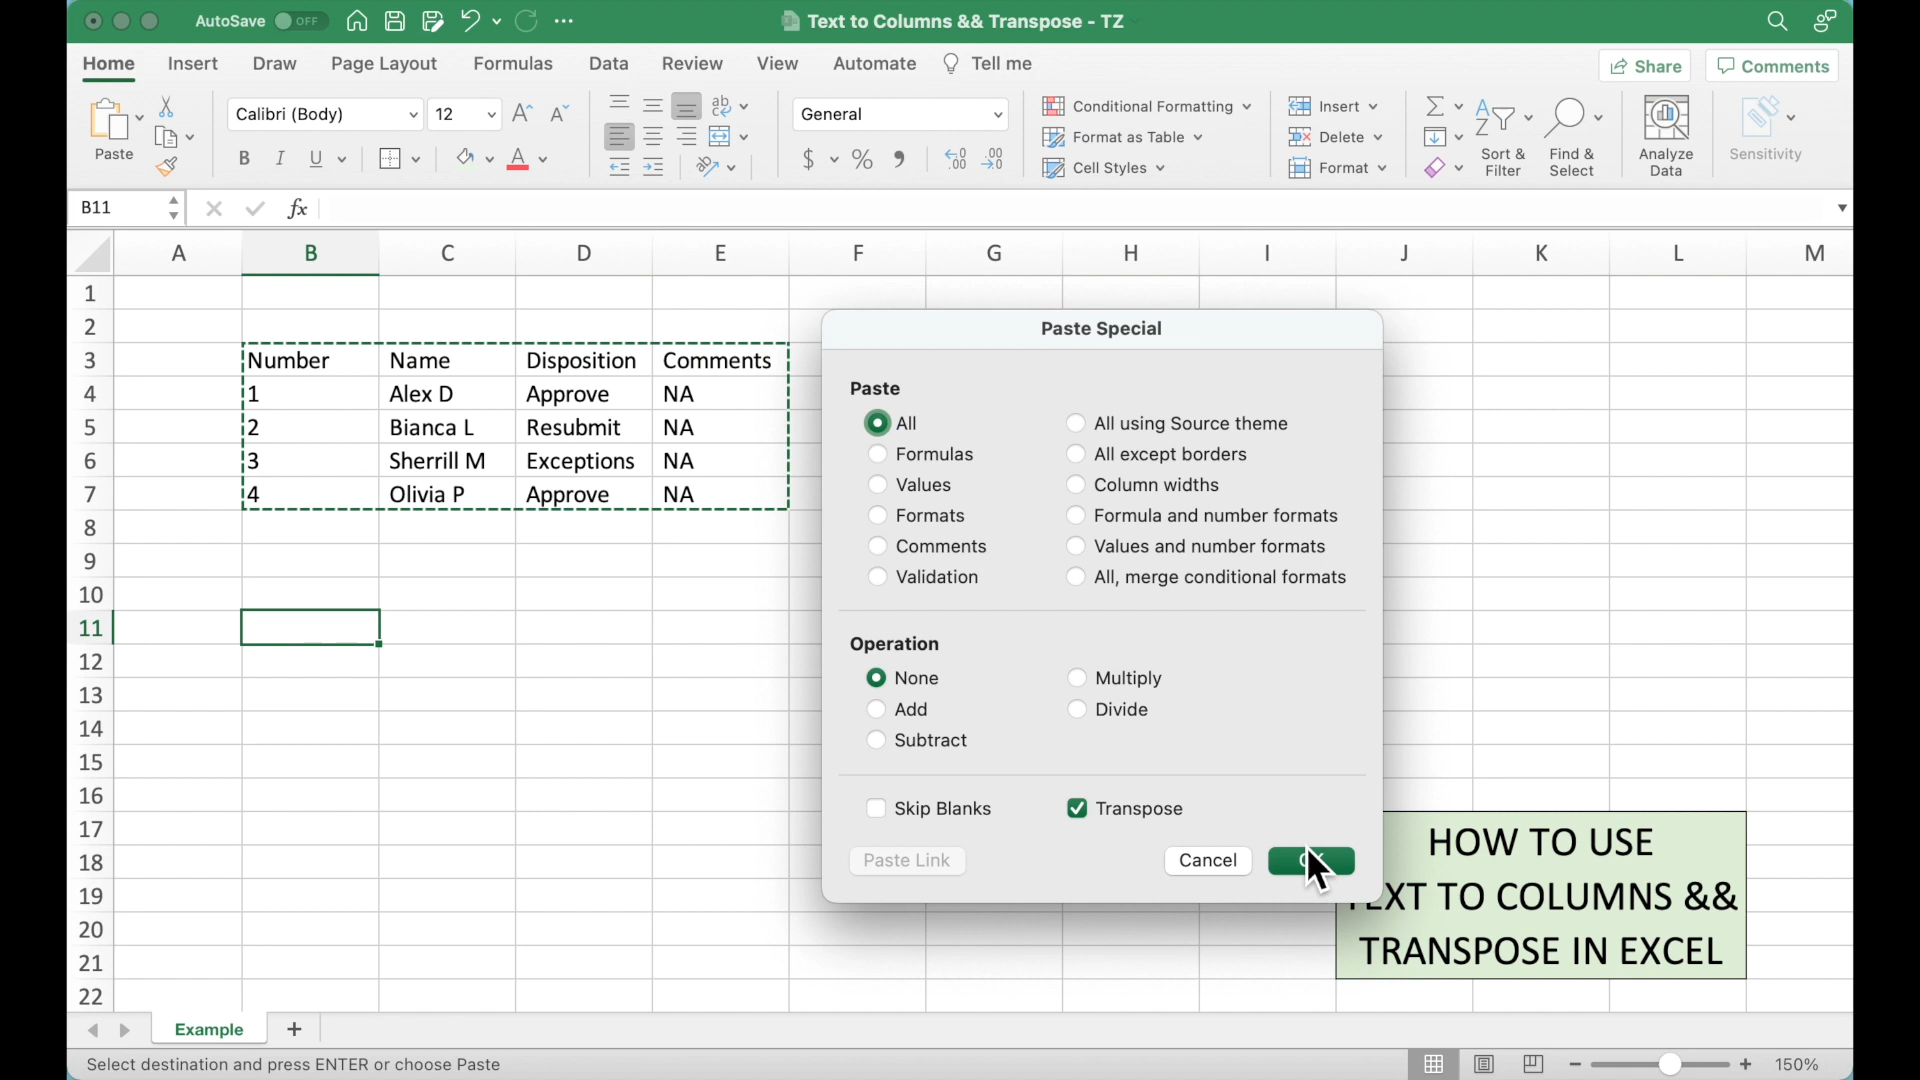 AutoSave OFF
Text to Columns && Transpose - TZ
Home Insert Draw Page Layout Formulas Data Review View Automate Tell me Share Comments
Paste
Calibri (Body) 12
B I U
ab
General
$ % 9
.00 .00
Conditional Formatting
Format as Table
Cell Styles
Insert
Delete
Format
Sort & Filter
Find & Select
Analyze Data
Sensitivity
B11 fx
A B C D E F G H I J K L M
1
2
3 Number Name Disposition Comments
4 1 Alex D Approve NA
5 2 Bianca L Resubmit NA
6 3 Sherrill M Exceptions NA
7 4 Olivia P Approve NA
8
9
10
11
12
13
14
15
16
17
18
19
20
21
22
Paste Special
Paste
All All using Source theme
Formulas All except borders
Values Column widths
Formats Formula and number formats
Comments Values and number formats
Validation All, merge conditional formats
Operation
None Multiply
Add Divide
Subtract
Skip Blanks Transpose
Paste Link Cancel
HOW TO USE
TO COLUMNS &&
TRANSPOSE IN EXCEL
Example +
Select destination and press ENTER or choose Paste
150%